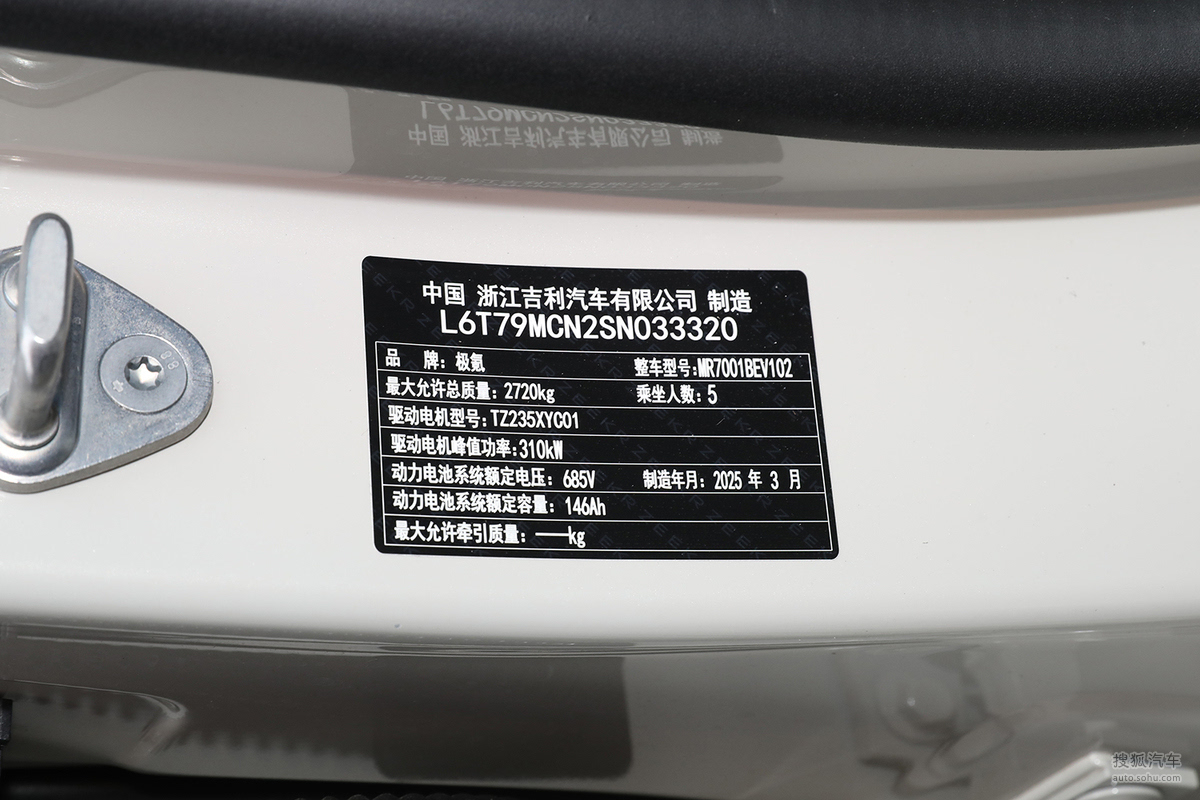 中国 浙江吉利汽车有限公司 制造
L6T79MCN2SN033320
品 牌：极氪 整车型号：MR7001BEV102
最大允许总质量：2720kg 乘坐人数：5
驱动电机型号：TZ235XYC01
驱动电机峰值功率：310kW
动力电池系统额定电压：685V 制造年月：2025 年 3 月
动力电池系统额定容量：146Ah
最大允许牵引质量：——kg
搜狐汽车
auto.sohu.com